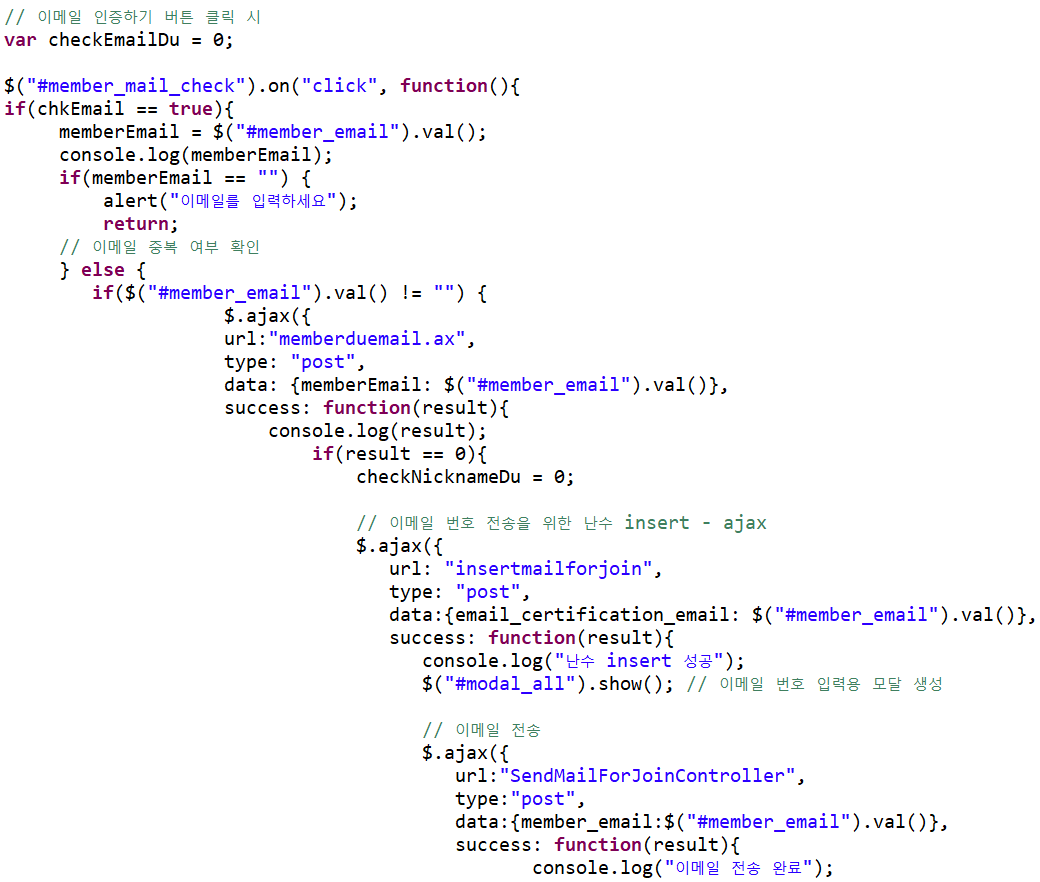 // 이메일 인증하기 버튼 클릭 시
var checkEmailDu = 0;

$("#member_mail_check").on("click", function(){
if(chkEmail == true){
     memberEmail = $("#member_email").val();
     console.log(memberEmail);
     if(memberEmail == "") {
         alert("이메일를 입력하세요");
         return;
     // 이메일 중복 여부 확인
     } else {
        if($("#member_email").val() != "") {
                    $.ajax({
                    url:"memberduemail.ax",
                    type: "post",
                    data: {memberEmail: $("#member_email").val()},
                    success: function(result){
                        console.log(result);
                            if(result == 0){
                                checkNicknameDu = 0;

                                // 이메일 번호 전송을 위한 난수 insert - ajax
                                $.ajax({
                                   url: "insertmailforjoin",
                                   type: "post",
                                   data:{email_certification_email: $("#member_email").val()},
                                   success: function(result){
                                      console.log("난수 insert 성공");
                                      $("#modal_all").show(); // 이메일 번호 입력용 모달 생성

                                      // 이메일 전송
                                      $.ajax({
                                         url:"SendMailForJoinController",
                                         type:"post",
                                         data:{member_email:$("#member_email").val()},
                                         success: function(result){
                                                console.log("이메일 전송 완료");